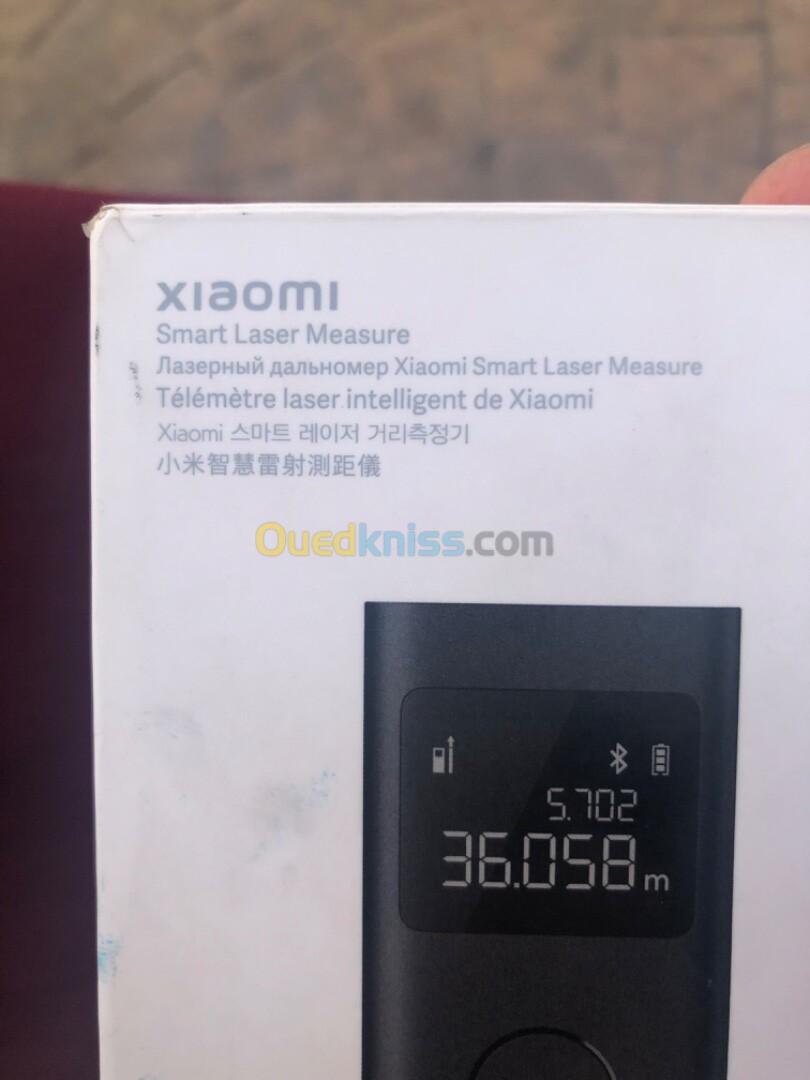 xiaomi
Smart Laser Measure
Лазерный дальномер Xiaomi Smart Laser Measure
Télémètre laser intelligent de Xiaomi
Xiaomi 스마트 레이저 거리측정기
小米智慧雷射測距儀
Ouedkniss.com
5.702
36.058 m